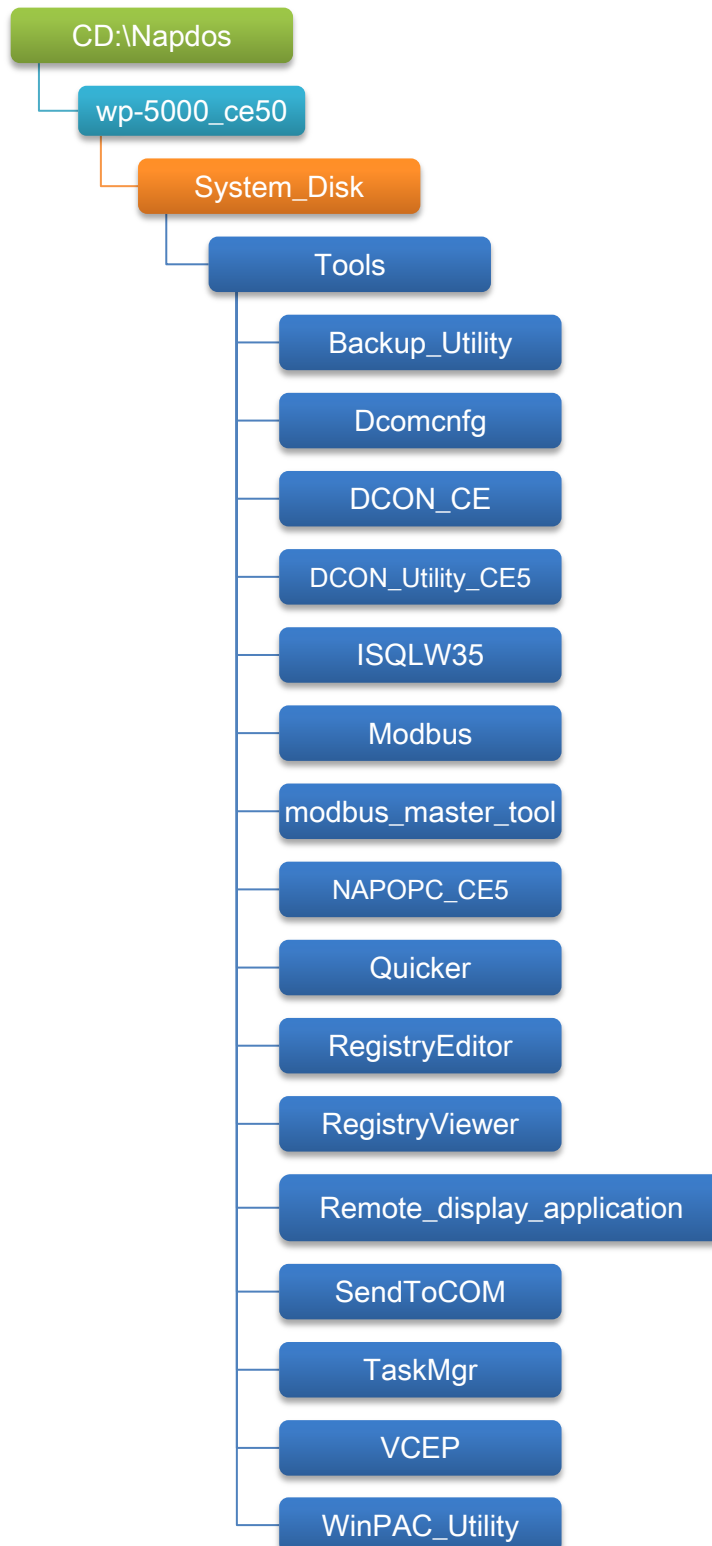 CD:\Napdos
wp-5000_ce50
System_Disk
Tools
Backup_Utility
Dcomcnfg
DCON_CE
DCON_Utility_CE5
ISQLW35
Modbus
modbus_master_tool
NAPOPC_CE5
Quicker
RegistryEditor
RegistryViewer
Remote_display_application
SendToCOM
TaskMgr
VCEP
WinPAC_Utility